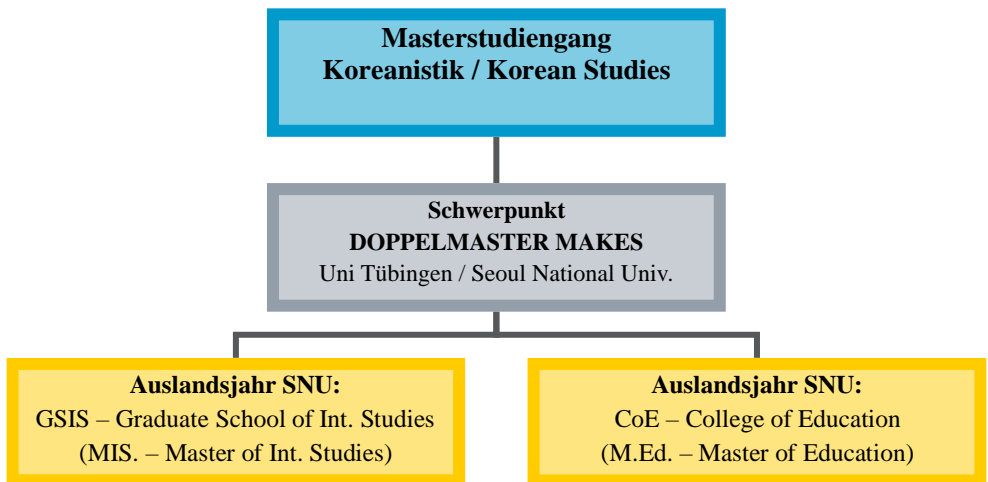 Masterstudiengang
Koreanistik / Korean Studies
Schwerpunkt
DOPPELMASTER MAKES
Uni Tübingen / Seoul National Univ.
Auslandsjahr SNU:
GSIS – Graduate School of Int. Studies
(MIS. – Master of Int. Studies)
Auslandsjahr SNU:
CoE – College of Education
(M.Ed. – Master of Education)